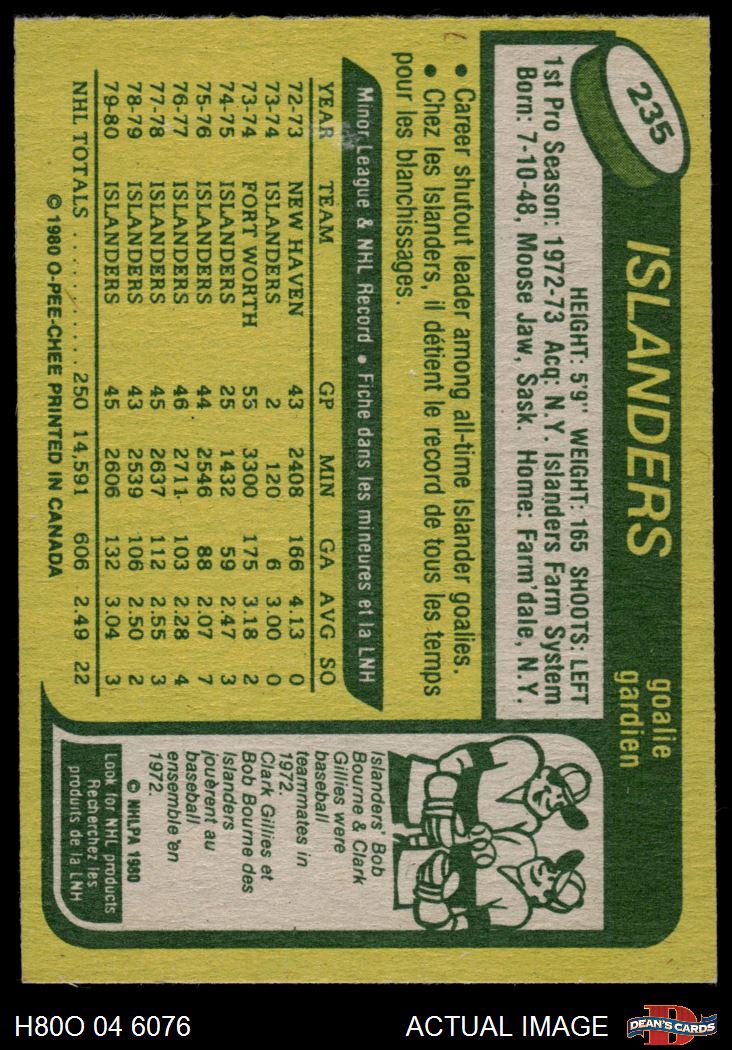 235
ISLANDERS
goalie
gardien
HEIGHT: 5'9" WEIGHT: 165 SHOOTS: LEFT
1st Pro Season: 1972-73 Acq: N.Y. Islanders Farm System
Born: 7-10-48, Moose Jaw, Sask. Home: Farm'dale, N.Y.
• Career shutout leader among all-time Islander goalies.
• Chez les Islanders, il détient le record de tous les temps
pour les blanchissages.
Minor League & NHL Record • Fiche dans les mineures et la LNH
YEAR TEAM GP MIN GA AVG SO
72-73 NEW HAVEN 43 2408 166 4.13 0
73-74 ISLANDERS 2 120 6 3.00 0
73-74 FORT WORTH 53 3300 175 3.18 2
74-75 ISLANDERS 25 1432 59 2.47 3
75-76 ISLANDERS 44 2546 88 2.07 7
76-77 ISLANDERS 46 2711 103 2.28 4
77-78 ISLANDERS 45 2637 112 2.55 3
78-79 ISLANDERS 43 2539 106 2.50 2
79-80 ISLANDERS 45 2606 132 3.04 3
NHL TOTALS .............. 250 14,591 606 2.49 22
© 1980 O-PEE-CHEE PRINTED IN CANADA
Islanders' Bob
Bourne & Clark
Gillies were
baseball
teammates in
1972.
Clark Gillies et
Bob Bourne des
Islanders
jouèrent au
baseball
ensemble en
1972.
© NHLPA 1980
Look for NHL products
Recherchez les
produits de la LNH
H80O 04 6076
ACTUAL IMAGE
D
DEAN'S CARDS